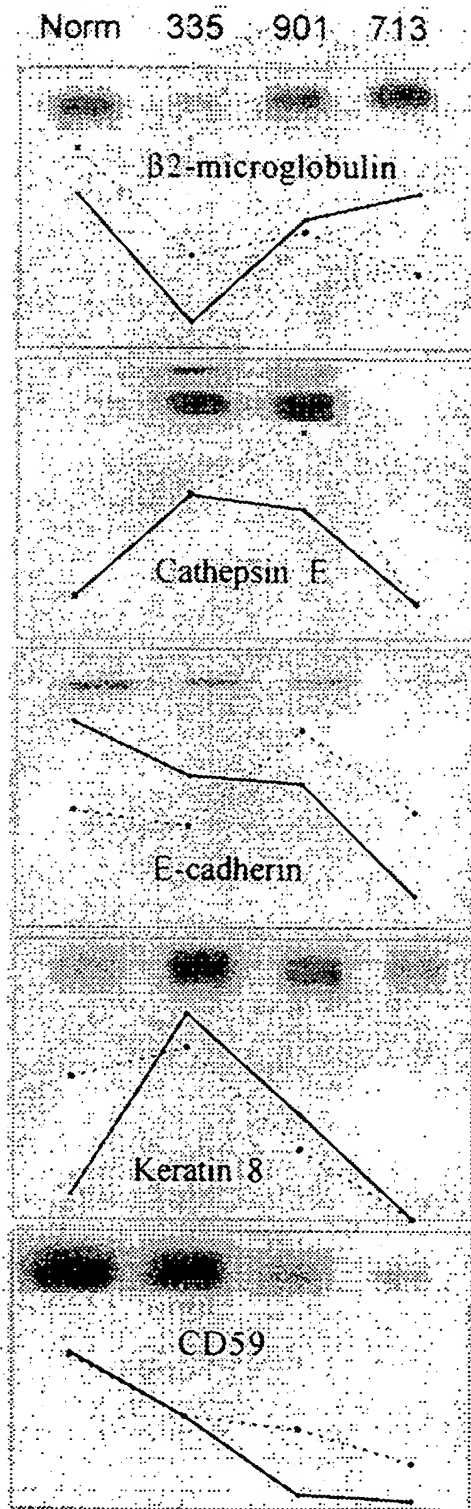 Norm 335 901 713
β2-microglobulin
Cathepsin E
E-cadherin
Keratin 8
CD59